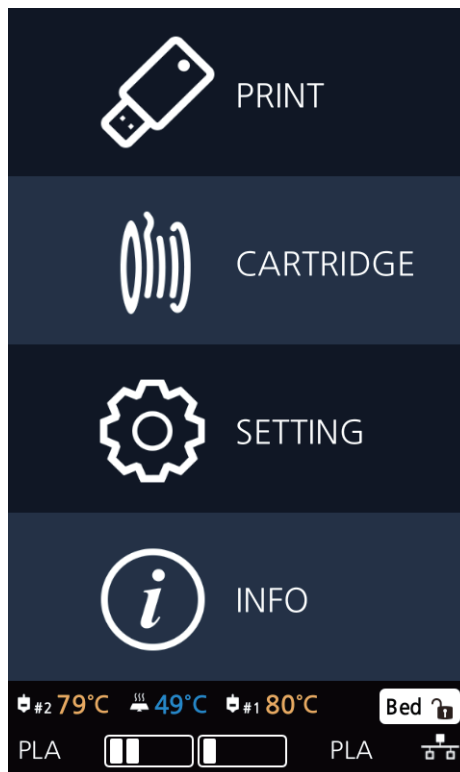 PRINT
CARTRIDGE
SETTING
i INFO
#2 79°C 49°C #1 80°C Bed
PLA PLA